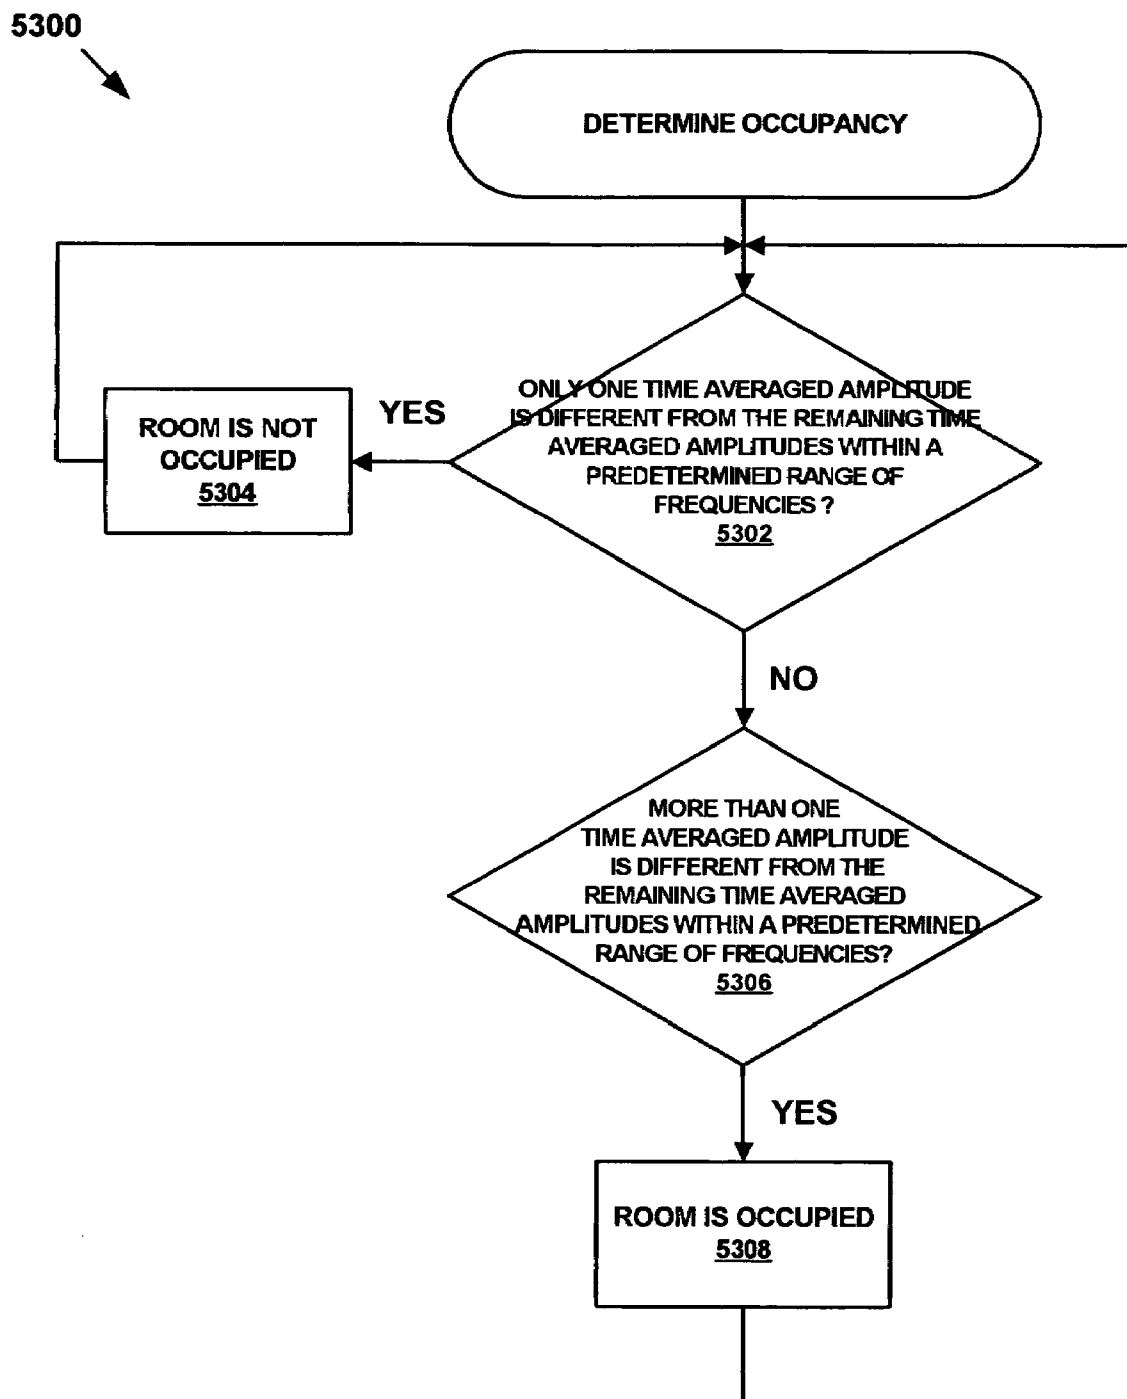 5300
DETERMINE OCCUPANCY
ONLY ONE TIME AVERAGED AMPLITUDE
IS DIFFERENT FROM THE REMAINING TIME
AVERAGED AMPLITUDES WITHIN A
PREDETERMINED RANGE OF
FREQUENCIES ?
5302
YES
ROOM IS NOT
OCCUPIED
5304
NO
MORE THAN ONE
TIME AVERAGED AMPLITUDE
IS DIFFERENT FROM THE
REMAINING TIME AVERAGED
AMPLITUDES WITHIN A PREDETERMINED
RANGE OF FREQUENCIES?
5306
YES
ROOM IS OCCUPIED
5308